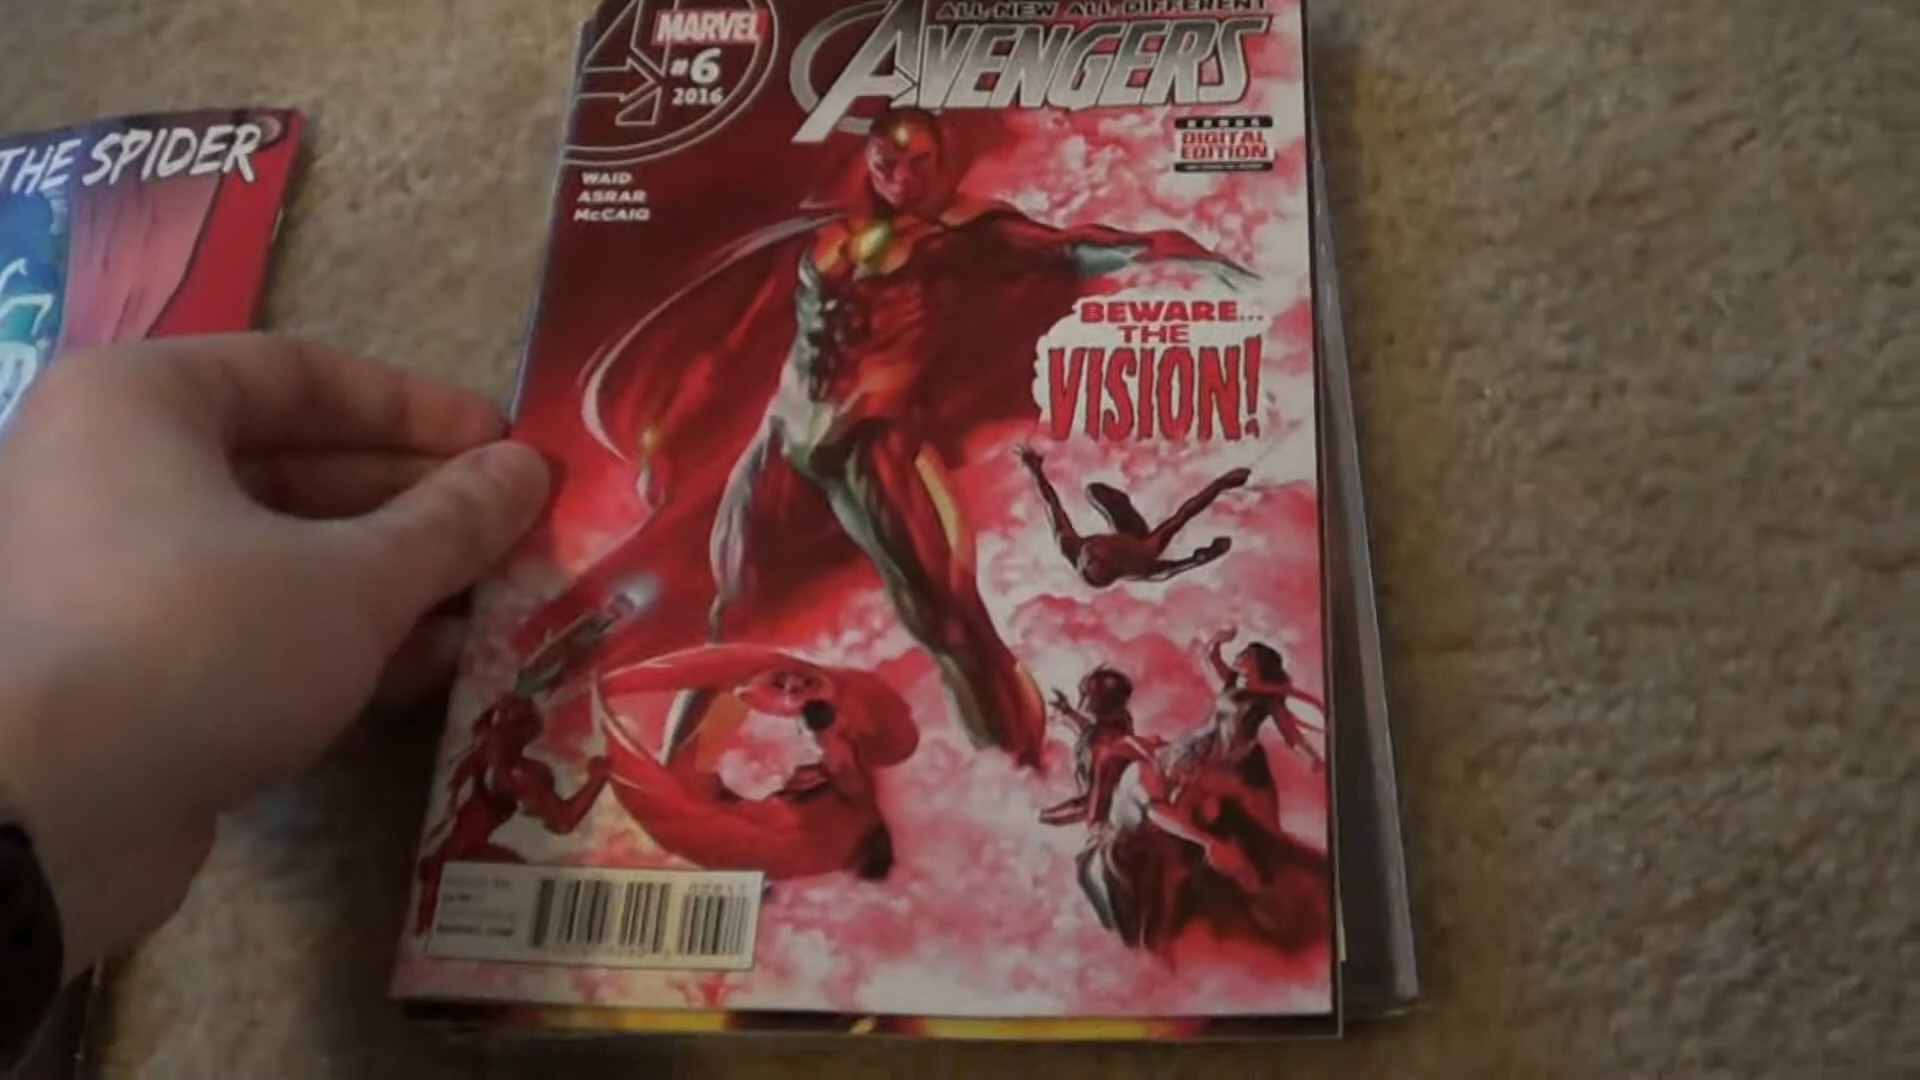 THE SPIDER
MARVEL
#6
2016
ALL-NEW ALL-DIFFERENT
AVENGERS
DIGITAL
EDITION
WAID
ASRAR
McCAIG
BEWARE...
THE
VISION!